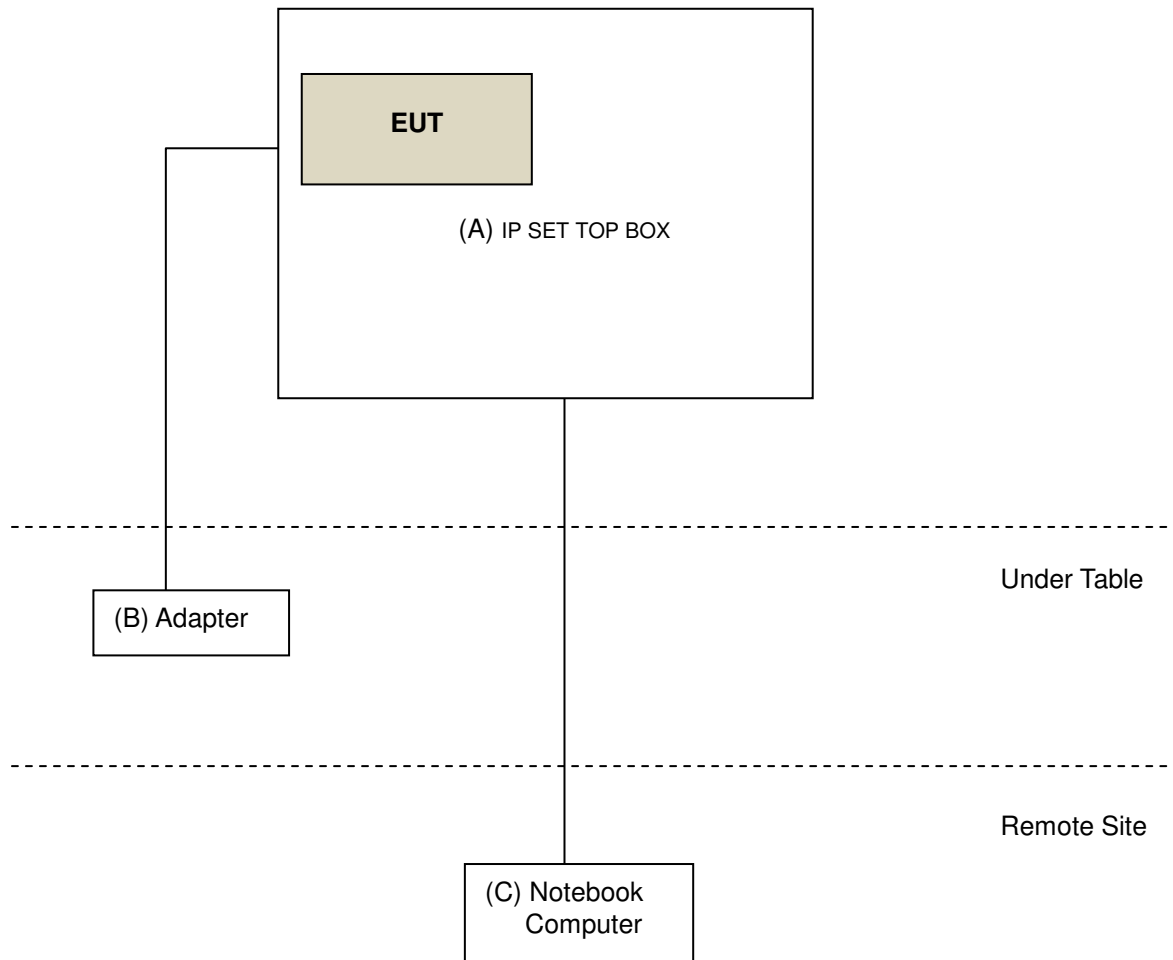 EUT
(A) IP SET TOP BOX
Under Table
(B) Adapter
Remote Site
(C) Notebook
Computer